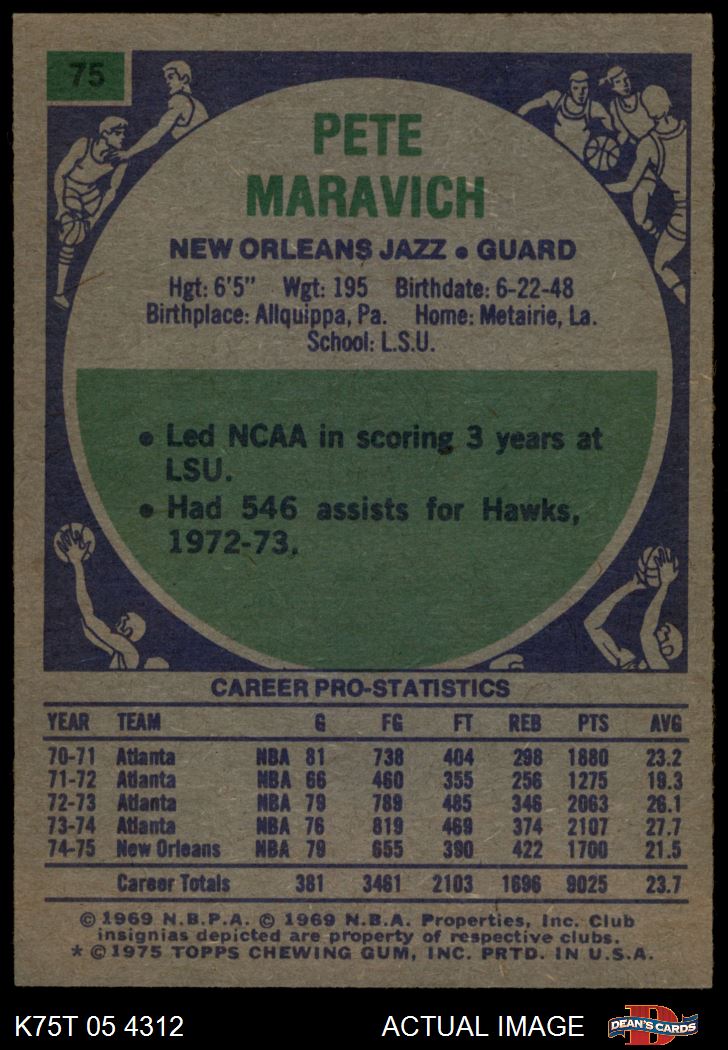 75
PETE
MARAVICH
NEW ORLEANS JAZZ • GUARD
Hgt: 6'5" Wgt: 195 Birthdate: 6-22-48
Birthplace: Allquippa, Pa. Home: Metairie, La.
School: L.S.U.
• Led NCAA in scoring 3 years at
LSU.
• Had 546 assists for Hawks,
1972-73.
CAREER PRO-STATISTICS
YEAR TEAM G FG FT REB PTS AVG
70-71 Atlanta NBA 81 738 404 298 1880 23.2
71-72 Atlanta NBA 66 460 355 256 1275 19.3
72-73 Atlanta NBA 79 789 485 346 2063 26.1
73-74 Atlanta NBA 76 819 469 374 2107 27.7
74-75 New Orleans NBA 79 655 390 422 1700 21.5
Career Totals 381 3461 2103 1696 9025 23.7
© 1969 N.B.P.A. © 1969 N.B.A. Properties, Inc. Club
insignias depicted are property of respective clubs.
* © 1975 TOPPS CHEWING GUM, INC. PRTD. IN U.S.A.
K75T 05 4312 ACTUAL IMAGE D DEAN'S CARDS